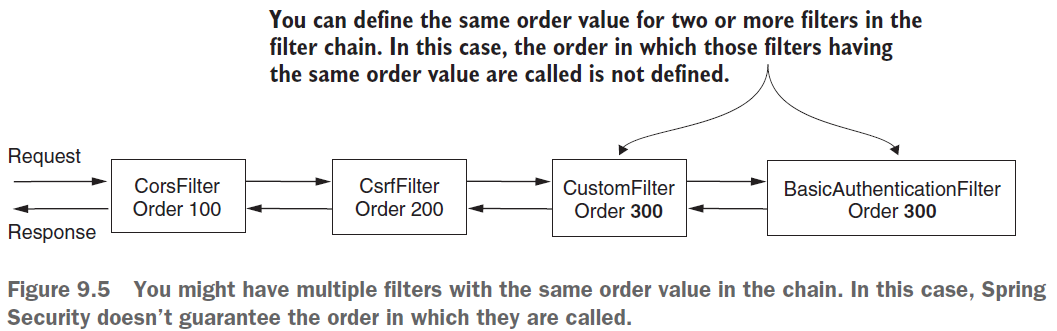 You can define the same order value for two or more filters in the
filter chain. In this case, the order in which those filters having
the same order value are called is not defined.
Request
Response
CorsFilter
Order 100
CsrfFilter
Order 200
CustomFilter
Order 300
BasicAuthenticationFilter
Order 300
Figure 9.5 You might have multiple filters with the same order value in the chain. In this case, Spring
Security doesn’t guarantee the order in which they are called.